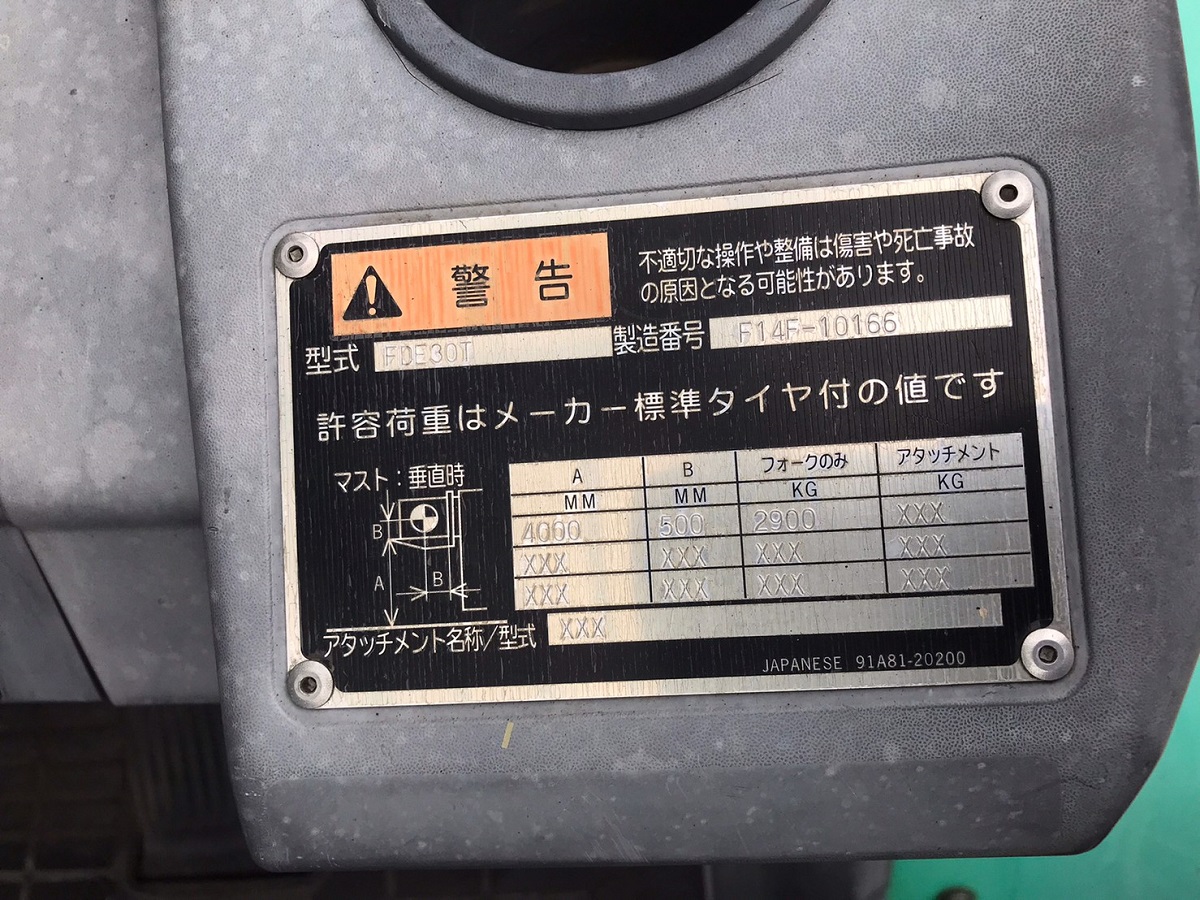 警告
不適切な操作や整備は傷害や死亡事故
の原因となる可能性があります。
型式 FDE30T 製造番号 F14F-10166
許容荷重はメーカー標準タイヤ付の値です
マスト：垂直時
A B フォークのみ アタッチメント
MM MM KG KG
4000 500 2900 XXX
XXX XXX XXX XXX
XXX XXX XXX XXX
B
A
B
アタッチメント名称/型式 XXX
JAPANESE 91A81-20200